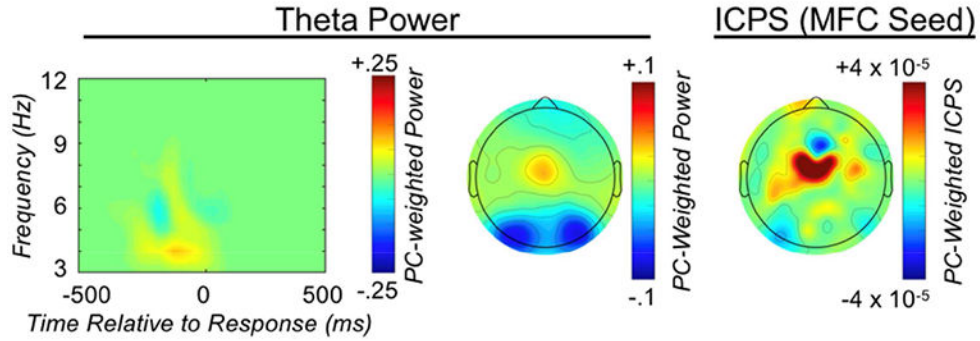 Theta Power
ICPS (MFC Seed)
12
9
6
3
Frequency (Hz)
-500
0
500
Time Relative to Response (ms)
+.25
-.25
PC-weighted Power
+.1
-.1
PC-Weighted Power
+4 x 10-5
-4 x 10-5
PC-Weighted ICPS